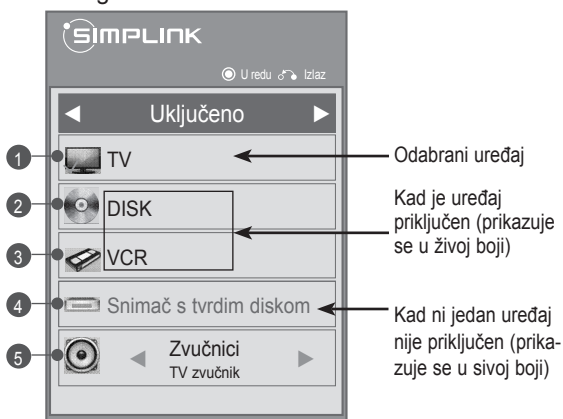 SIMPLINK
U redu Izlaz
◀ Uključeno ▶
1 TV
2 DISK
3 VCR
4 Snimač s tvrdim diskom
5 ◀ Zvučnici ▶
TV zvučnik
Odabrani uređaj
Kad je uređaj
priključen (prikazuje
se u živoj boji)
Kad ni jedan uređaj
nije priključen (prika-
zuje se u sivoj boji)